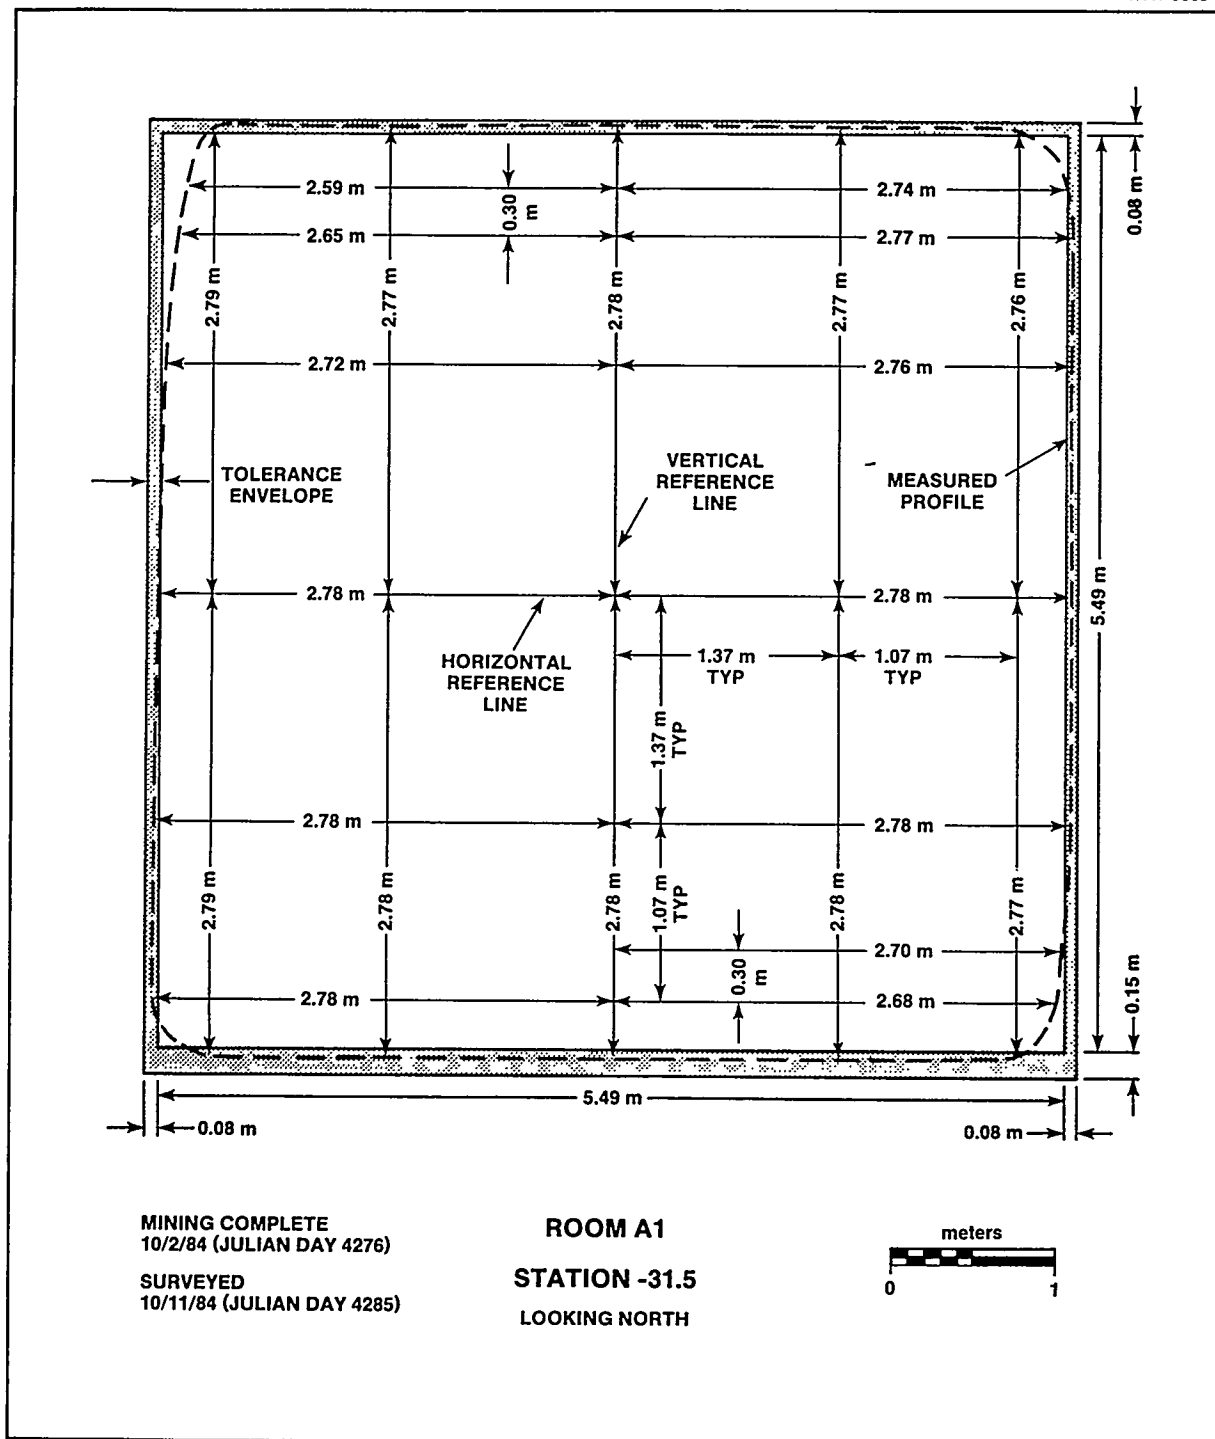 0.08 m
2.59 m
0.30
m
2.74 m
2.65 m
2.77 m
2.79 m
2.77 m
2.78 m
2.77 m
2.76 m
2.72 m
2.76 m
TOLERANCE
ENVELOPE
VERTICAL
REFERENCE
LINE
MEASURED
PROFILE
5.49 m
2.78 m
2.78 m
HORIZONTAL
REFERENCE
LINE
1.37 m
TYP
1.07 m
TYP
1.37 m
TYP
2.78 m
2.78 m
2.79 m
2.78 m
2.78 m
1.07 m
TYP
2.78 m
2.77 m
2.70 m
0.30
m
2.78 m
2.68 m
0.15 m
5.49 m
0.08 m
0.08 m
MINING COMPLETE
10/2/84 (JULIAN DAY 4276)
SURVEYED
10/11/84 (JULIAN DAY 4285)
ROOM A1
STATION -31.5
LOOKING NORTH
meters
0 1